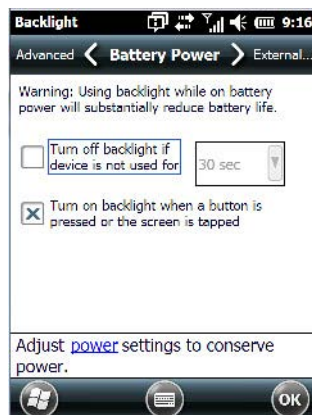 Backlight 9:16
Advanced Battery Power External...
Warning: Using backlight while on battery
power will substantially reduce battery life.
Turn off backlight if
device is not used for
30 sec
Turn on backlight when a button is
pressed or the screen is tapped
Adjust power settings to conserve
power.
OK